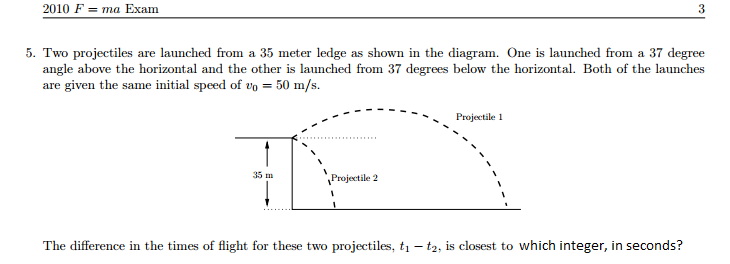 2010 F = ma Exam 3
5. Two projectiles are launched from a 35 meter ledge as shown in the diagram. One is launched from a 37 degree
angle above the horizontal and the other is launched from 37 degrees below the horizontal. Both of the launches
are given the same initial speed of v₀ = 50 m/s.
Projectile 1
35 m
Projectile 2
The difference in the times of flight for these two projectiles, t₁ − t₂, is closest to which integer, in seconds?